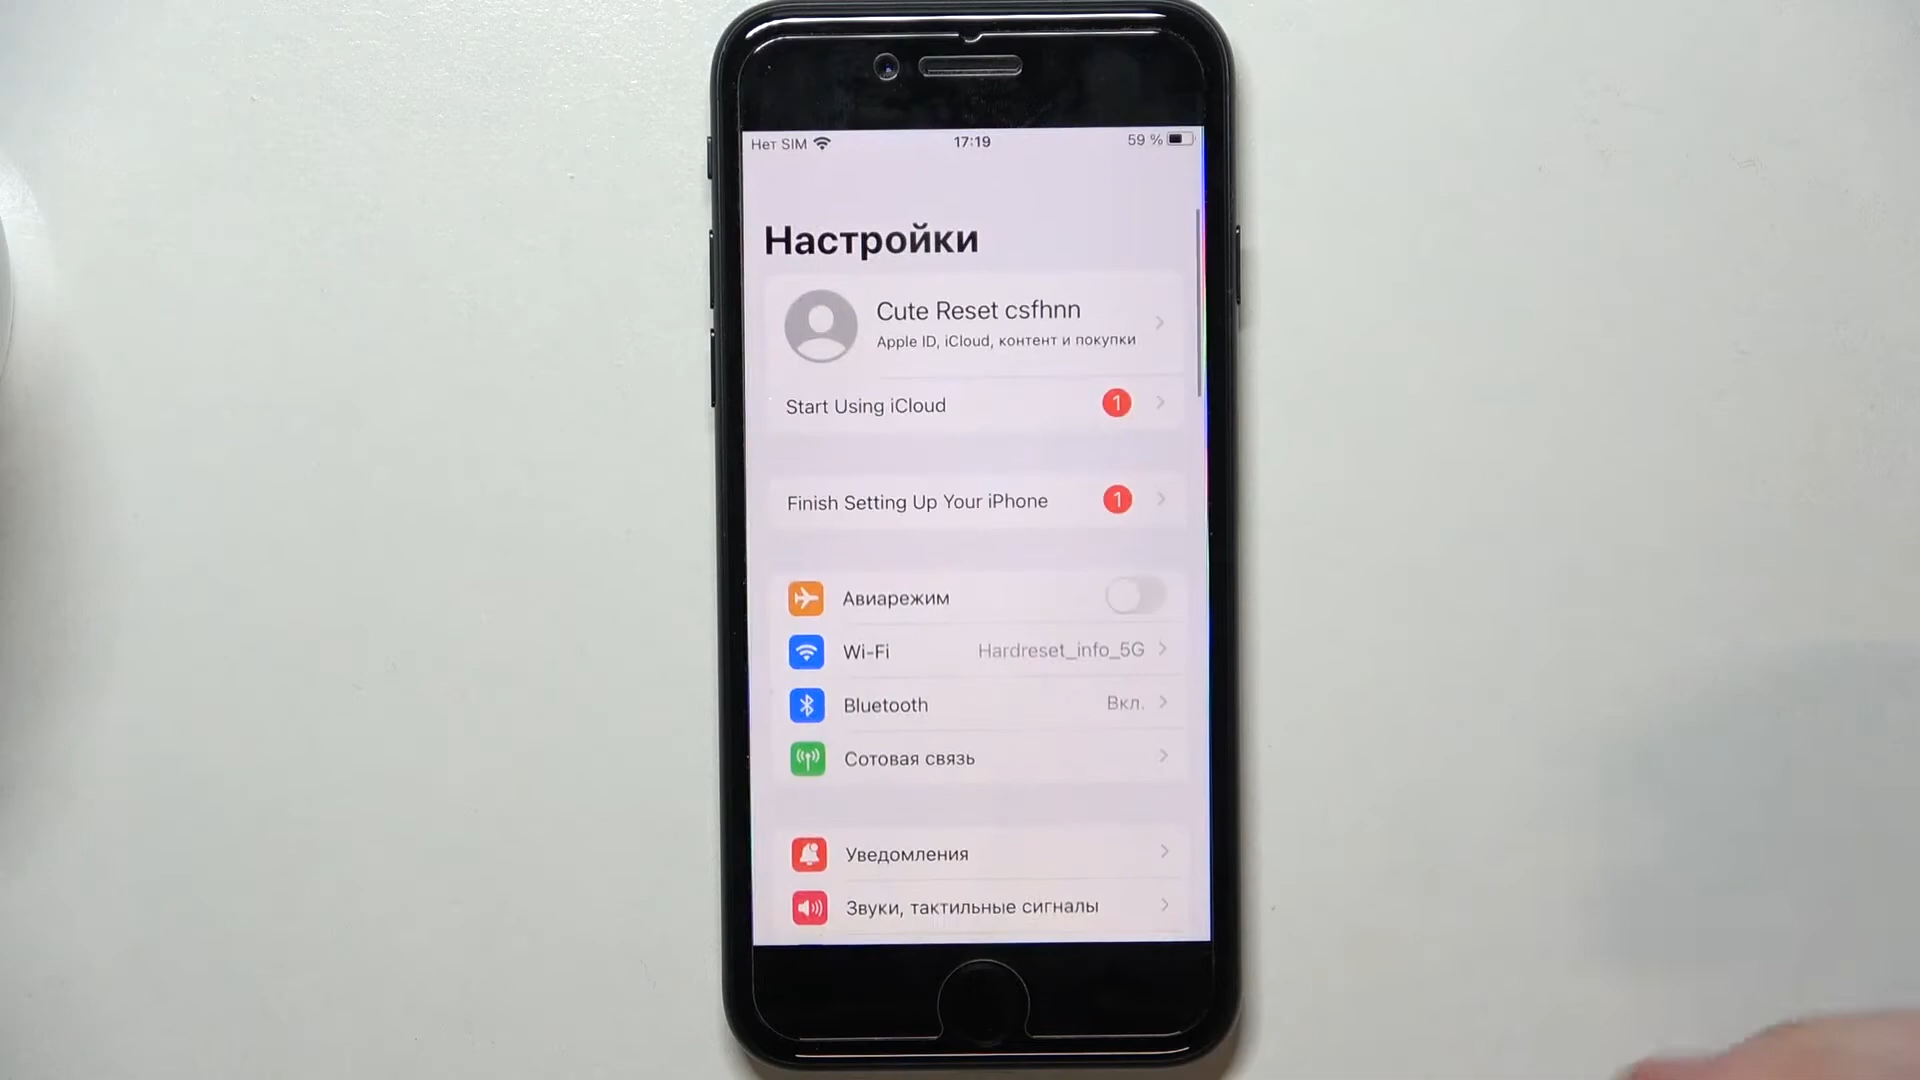 Нет SIM 17:19 59 %
Настройки
Cute Reset csfhnn
Apple ID, iCloud, контент и покупки
Start Using iCloud 1
Finish Setting Up Your iPhone 1
Авиарежим
Wi-Fi Hardreset_info_5G
Bluetooth Вкл.
Сотовая связь
Уведомления
Звуки, тактильные сигналы